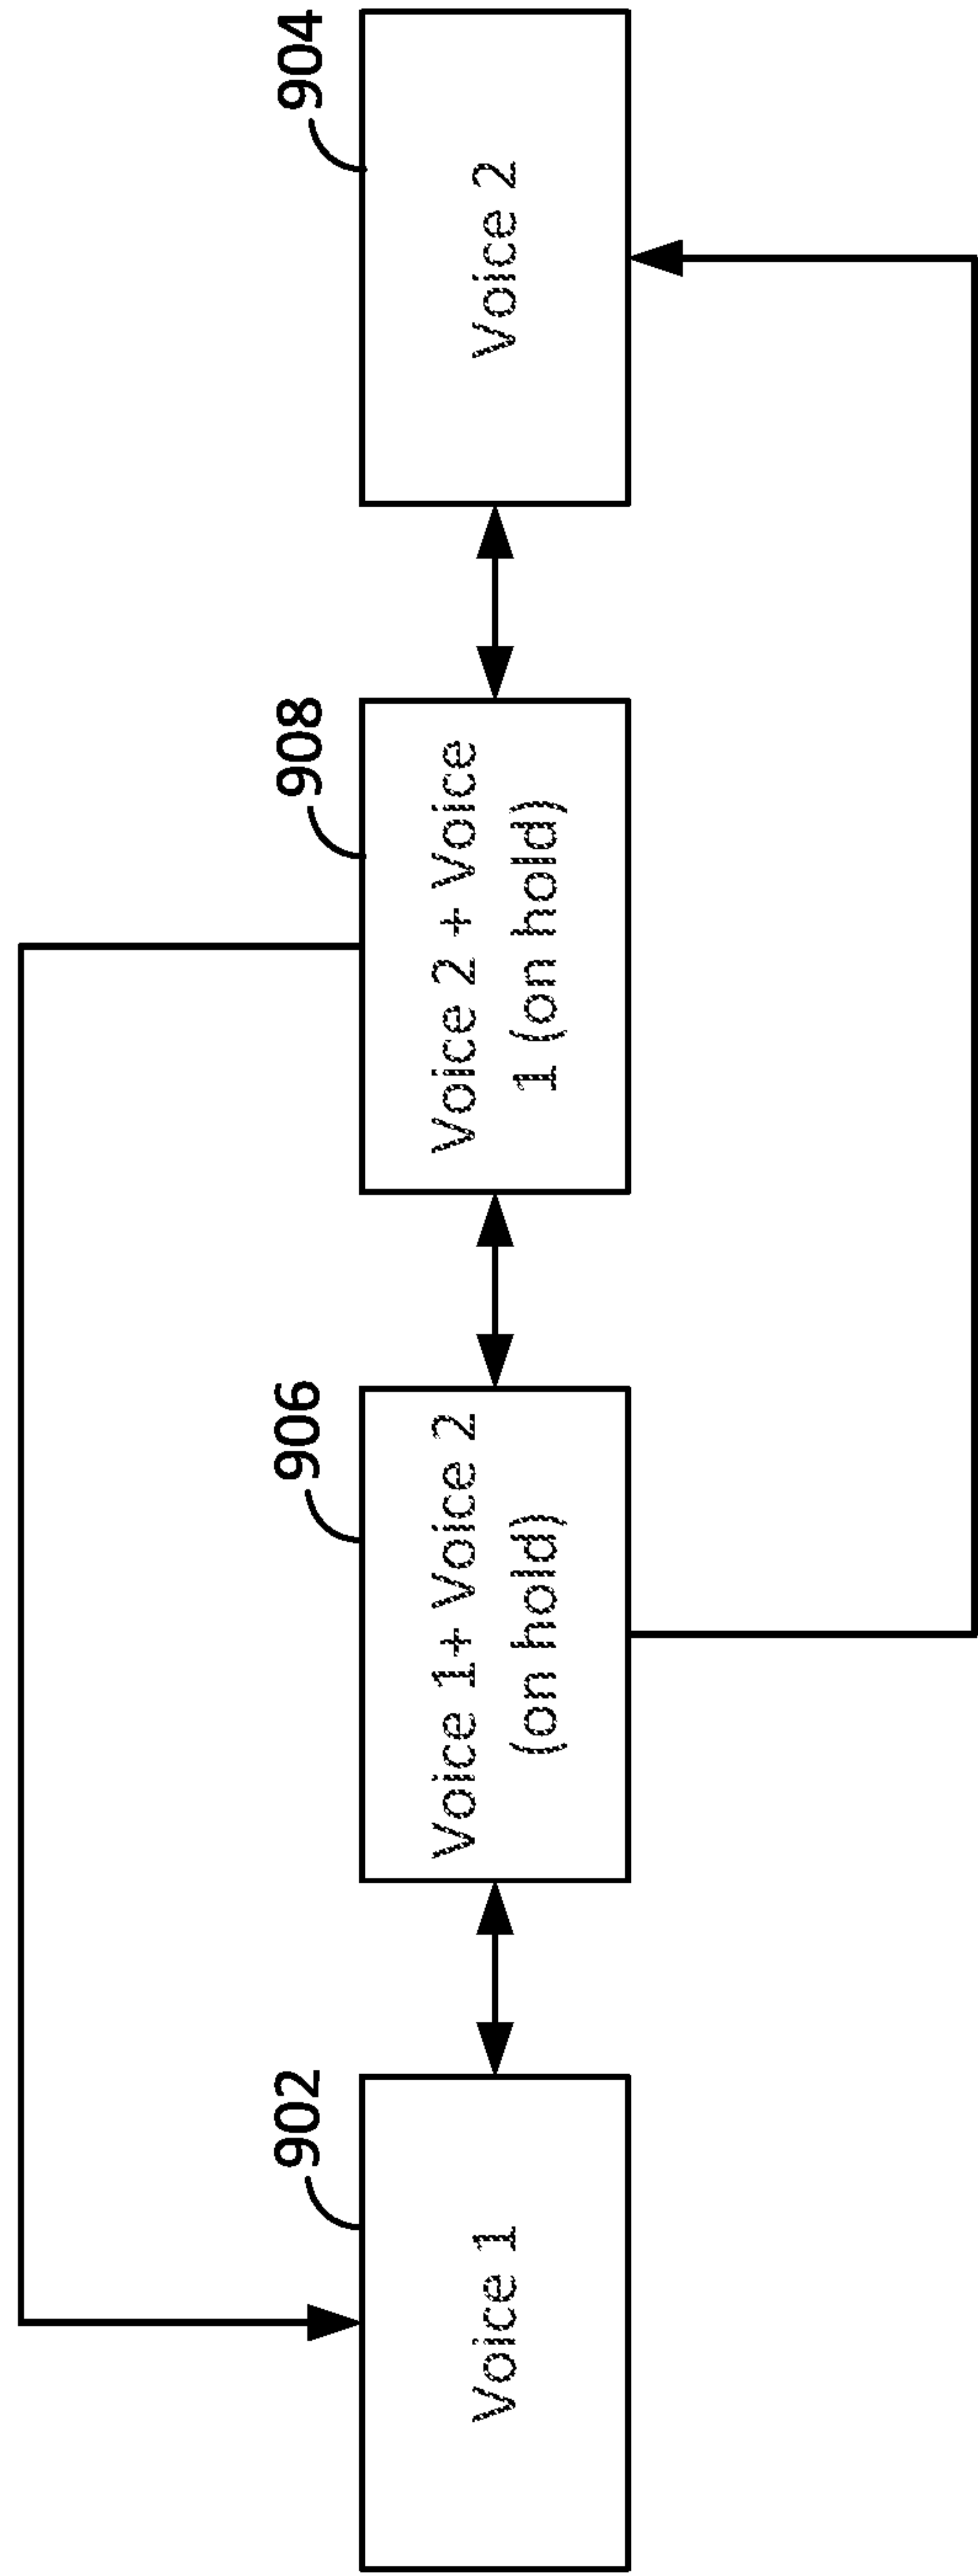 902
Voice 1
906
Voice 1+ Voice 2
(on hold)
908
Voice 2 + Voice
1 (on hold)
904
Voice 2